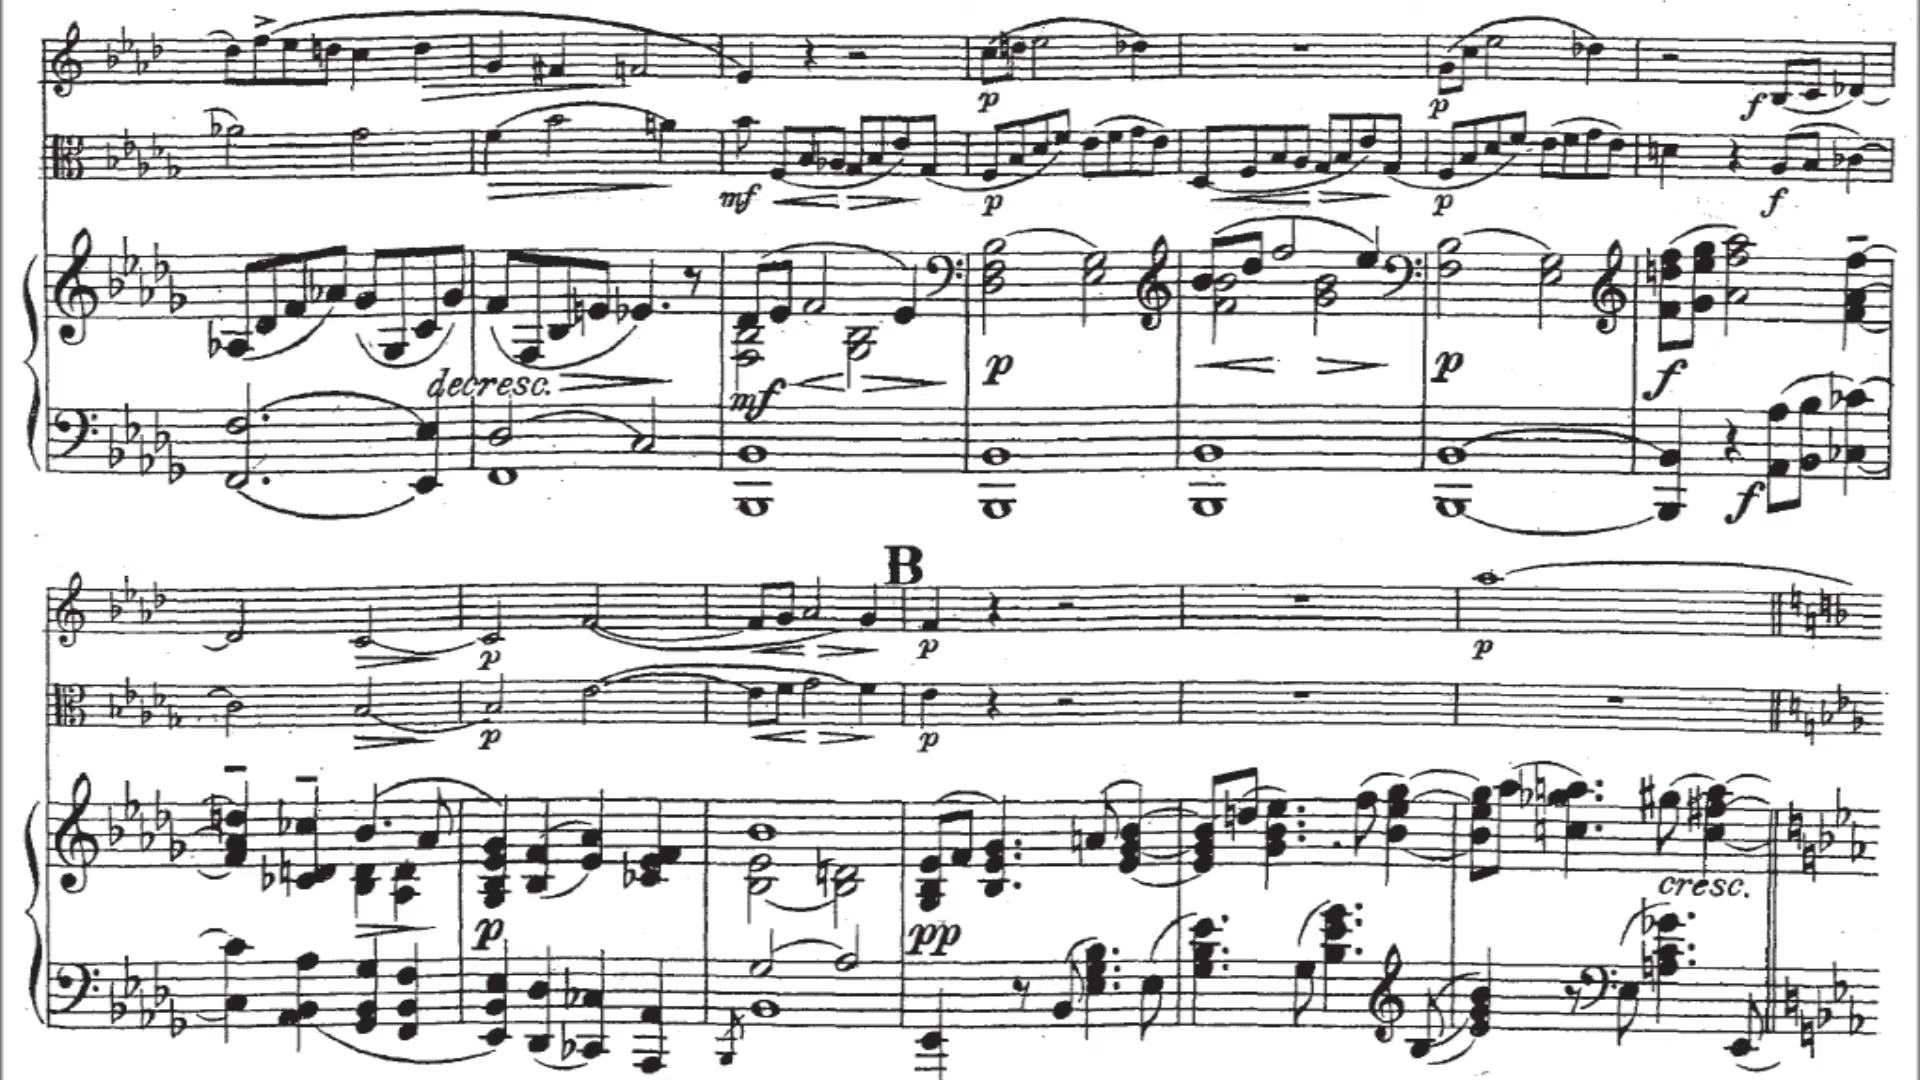 p p f
mf p p f
decresc.
mf p p f
f
B
p p p
p p
cresc.
p pp